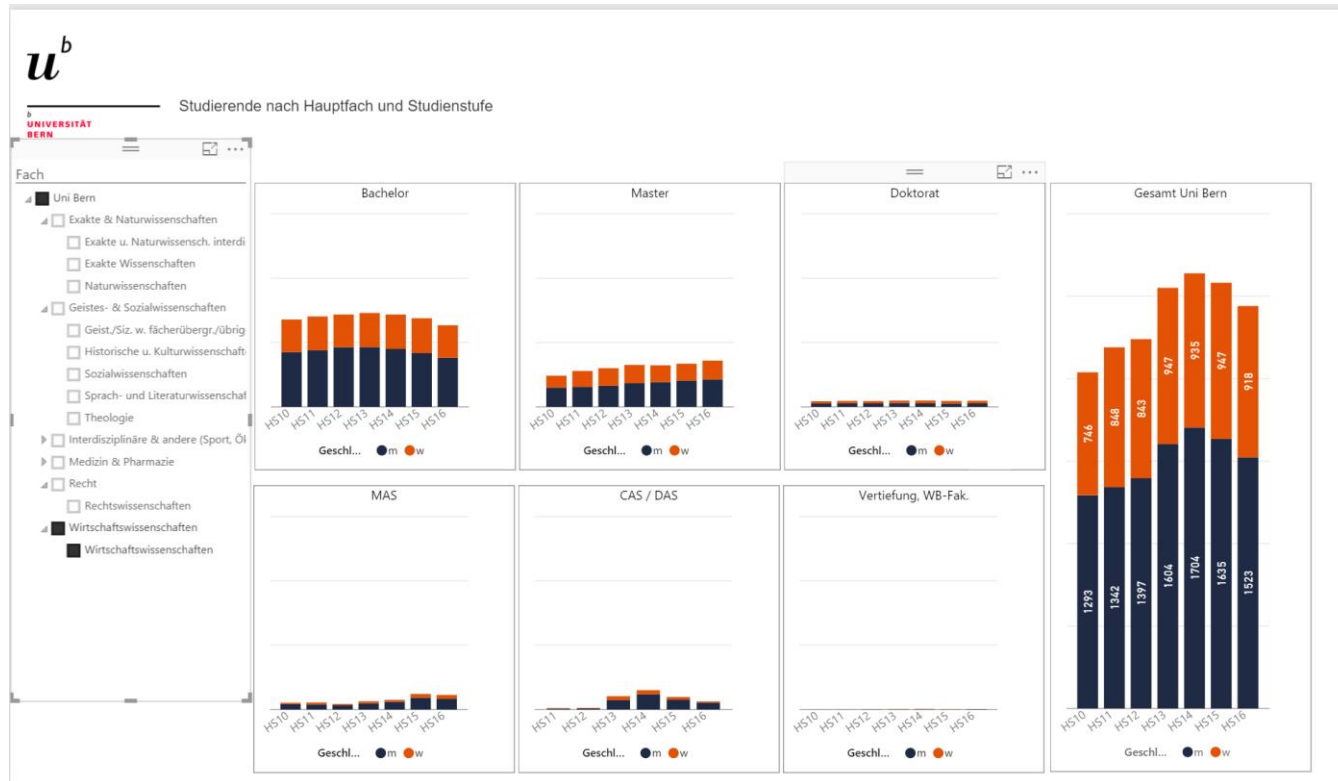 u b
Studierende nach Hauptfach und Studienstufe
b
UNIVERSITÄT
BERN
Fach
Uni Bern
Exakte & Naturwissenschaften
Exakte u. Naturwissensch. interdi
Exakte Wissenschaften
Naturwissenschaften
Geistes- & Sozialwissenschaften
Geist./Siz. w. fächerübergr./übrig
Historische u. Kulturwissenschaft
Sozialwissenschaften
Sprach- und Literaturwissenschaf
Theologie
Interdisziplinäre & andere (Sport, Ök
Medizin & Pharmazie
Recht
Rechtswissenschaften
Wirtschaftswissenschaften
Wirtschaftswissenschaften
Bachelor
HS10 HS11 HS12 HS13 HS14 HS15 HS16
Geschl... m w
Master
HS10 HS11 HS12 HS13 HS14 HS15 HS16
Geschl... m w
Doktorat
HS10 HS11 HS12 HS13 HS14 HS15 HS16
Geschl... m w
MAS
HS10 HS11 HS12 HS13 HS14 HS15 HS16
Geschl... m w
CAS / DAS
HS11 HS12 HS13 HS14 HS15 HS16
Geschl... m w
Vertiefung, WB-Fak.
HS10 HS11 HS12 HS13 HS14 HS15 HS16
Geschl... m w
Gesamt Uni Bern
746 848 843 947 935 947 918
1293 1342 1397 1604 1704 1635 1523
HS10 HS11 HS12 HS13 HS14 HS15 HS16
Geschl... m w